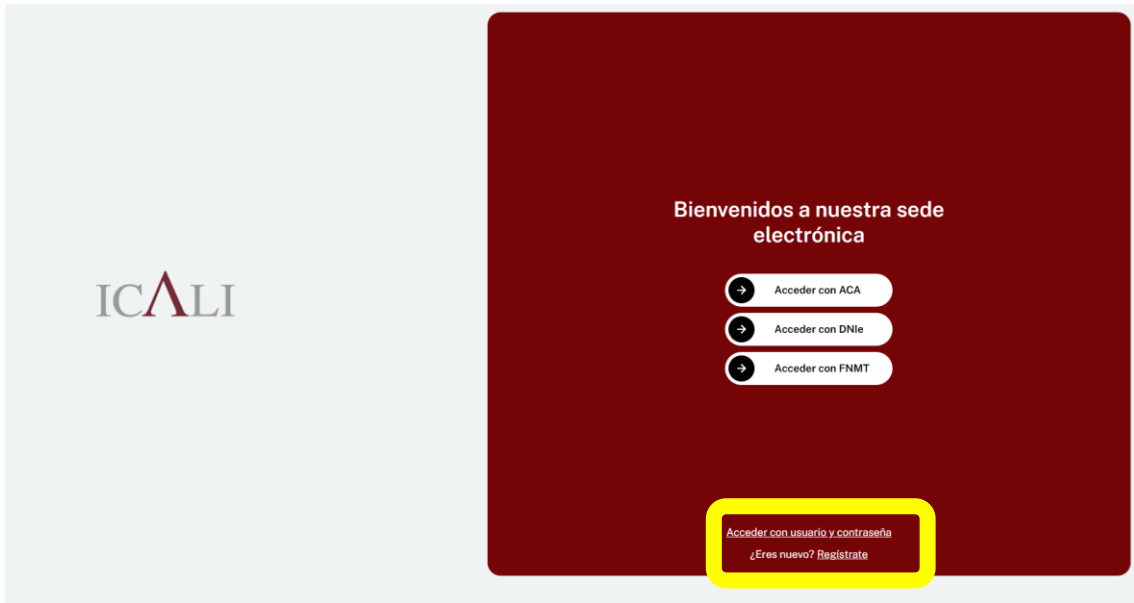 ICALI
Bienvenidos a nuestra sede
electrónica
Acceder con ACA
Acceder con DNIe
Acceder con FNMT
Acceder con usuario y contraseña
¿Eres nuevo? Regístrate